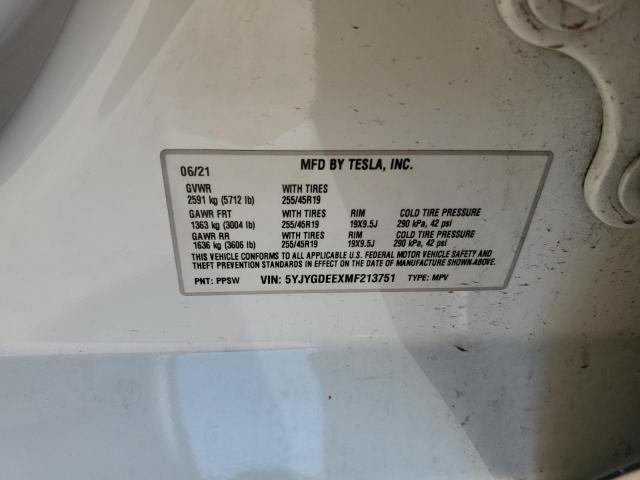 06/21 MFD BY TESLA, INC.
GVWR WITH TIRES
2591 kg (5712 lb) 255/45R19
GAWR FRT WITH TIRES RIM COLD TIRE PRESSURE
1363 kg (3004 lb) 255/45R19 19X9.5J 290 kPa, 42 psi
GAWR RR WITH TIRES RIM COLD TIRE PRESSURE
1636 kg (3606 lb) 255/45R19 19X9.5J 290 kPa, 42 psi
THIS VEHICLE CONFORMS TO ALL APPLICABLE U.S. FEDERAL MOTOR VEHICLE SAFETY AND
THEFT PREVENTION STANDARDS IN EFFECT ON THE DATE OF MANUFACTURE SHOWN ABOVE.
PNT: PPSW VIN: 5YJYGDEEXMF213751 TYPE: MPV